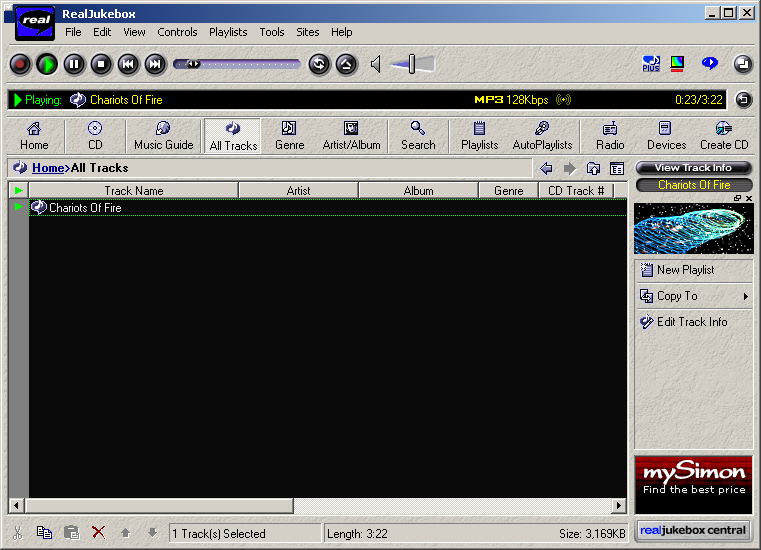 real
RealJukebox
File Edit View Controls Playlists Tools Sites Help
PLUS
Playing: Chariots Of Fire MP3 128Kbps 0:23/3:22
Home CD Music Guide All Tracks Genre Artist/Album Search Playlists AutoPlaylists Radio Devices Create CD
Home>All Tracks
View Track Info
Chariots Of Fire
Track Name Artist Album Genre CD Track #
Chariots Of Fire
New Playlist
Copy To
Edit Track Info
mySimon
Find the best price
1 Track(s) Selected Length: 3:22 Size: 3,169KB
realjukebox central